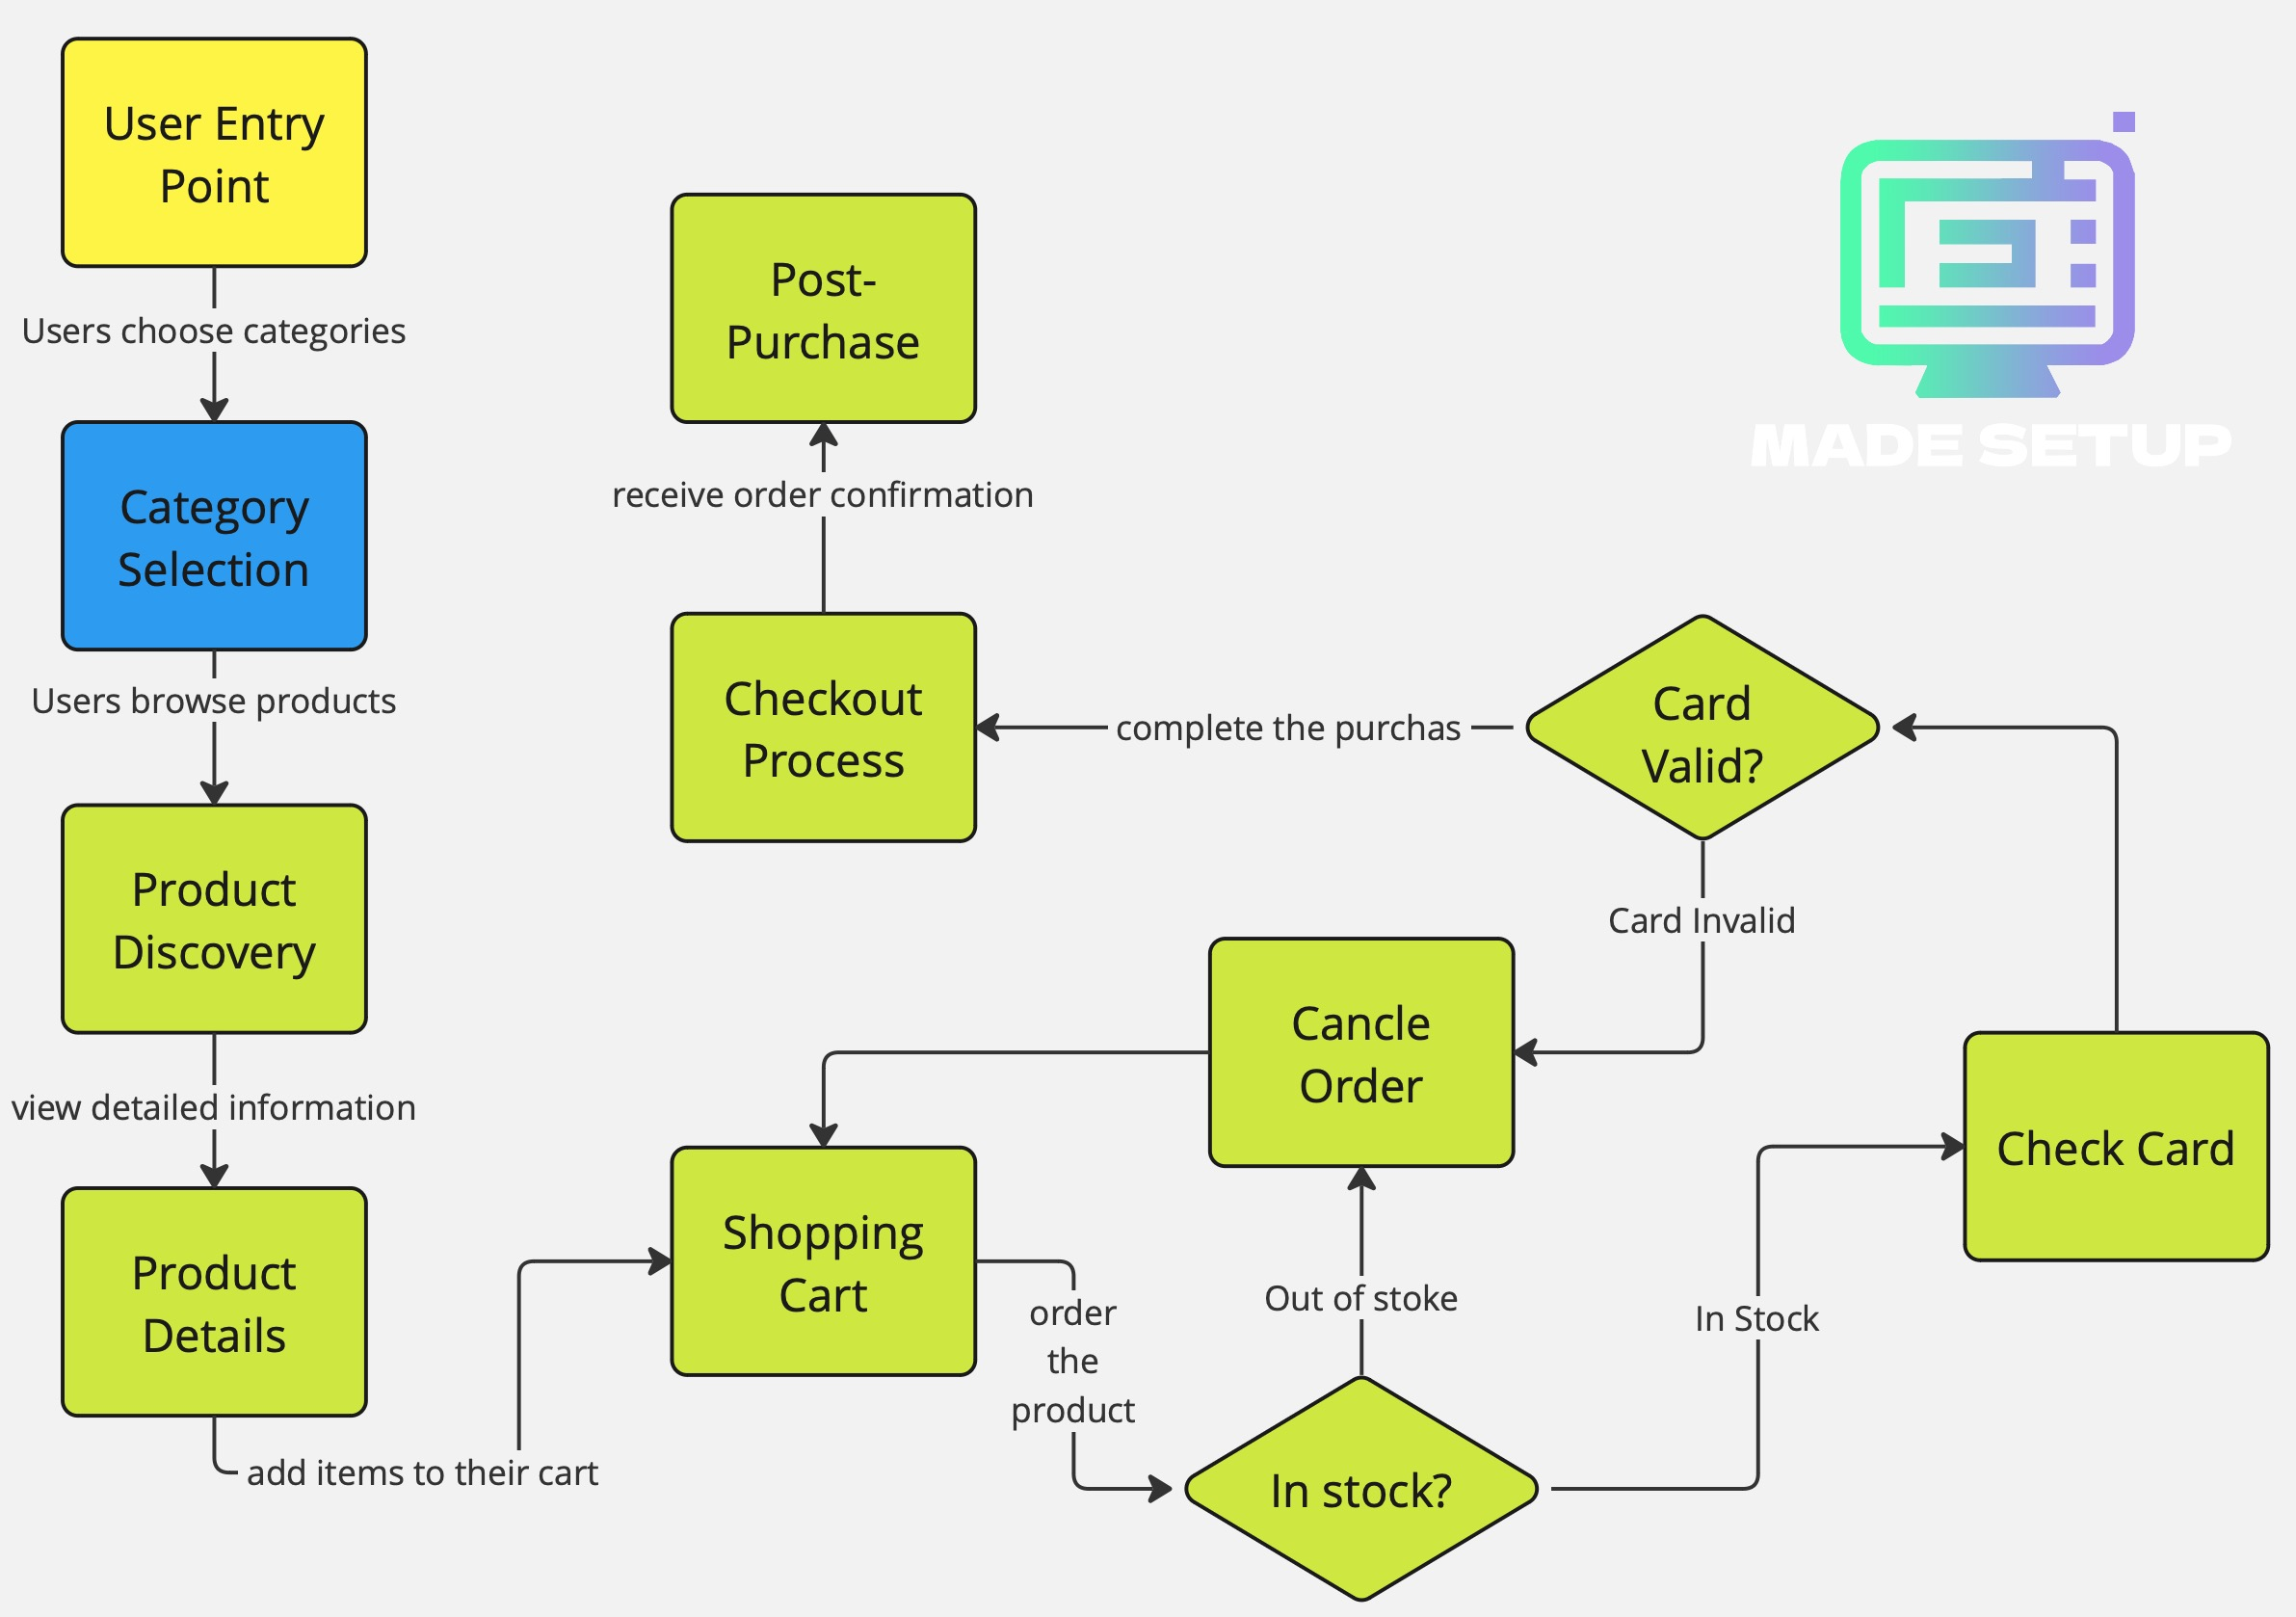 User Entry
Point
Users choose categories
Category
Selection
Users browse products
Product
Discovery
view detailed information
Product
Details
add items to their cart
Shopping
Cart
order
the
product
In stock?
Out of stoke
Cancle
Order
In Stock
Check Card
Card
Valid?
Card Invalid
complete the purchas
Checkout
Process
receive order confirmation
Post-
Purchase
MADE SETUP